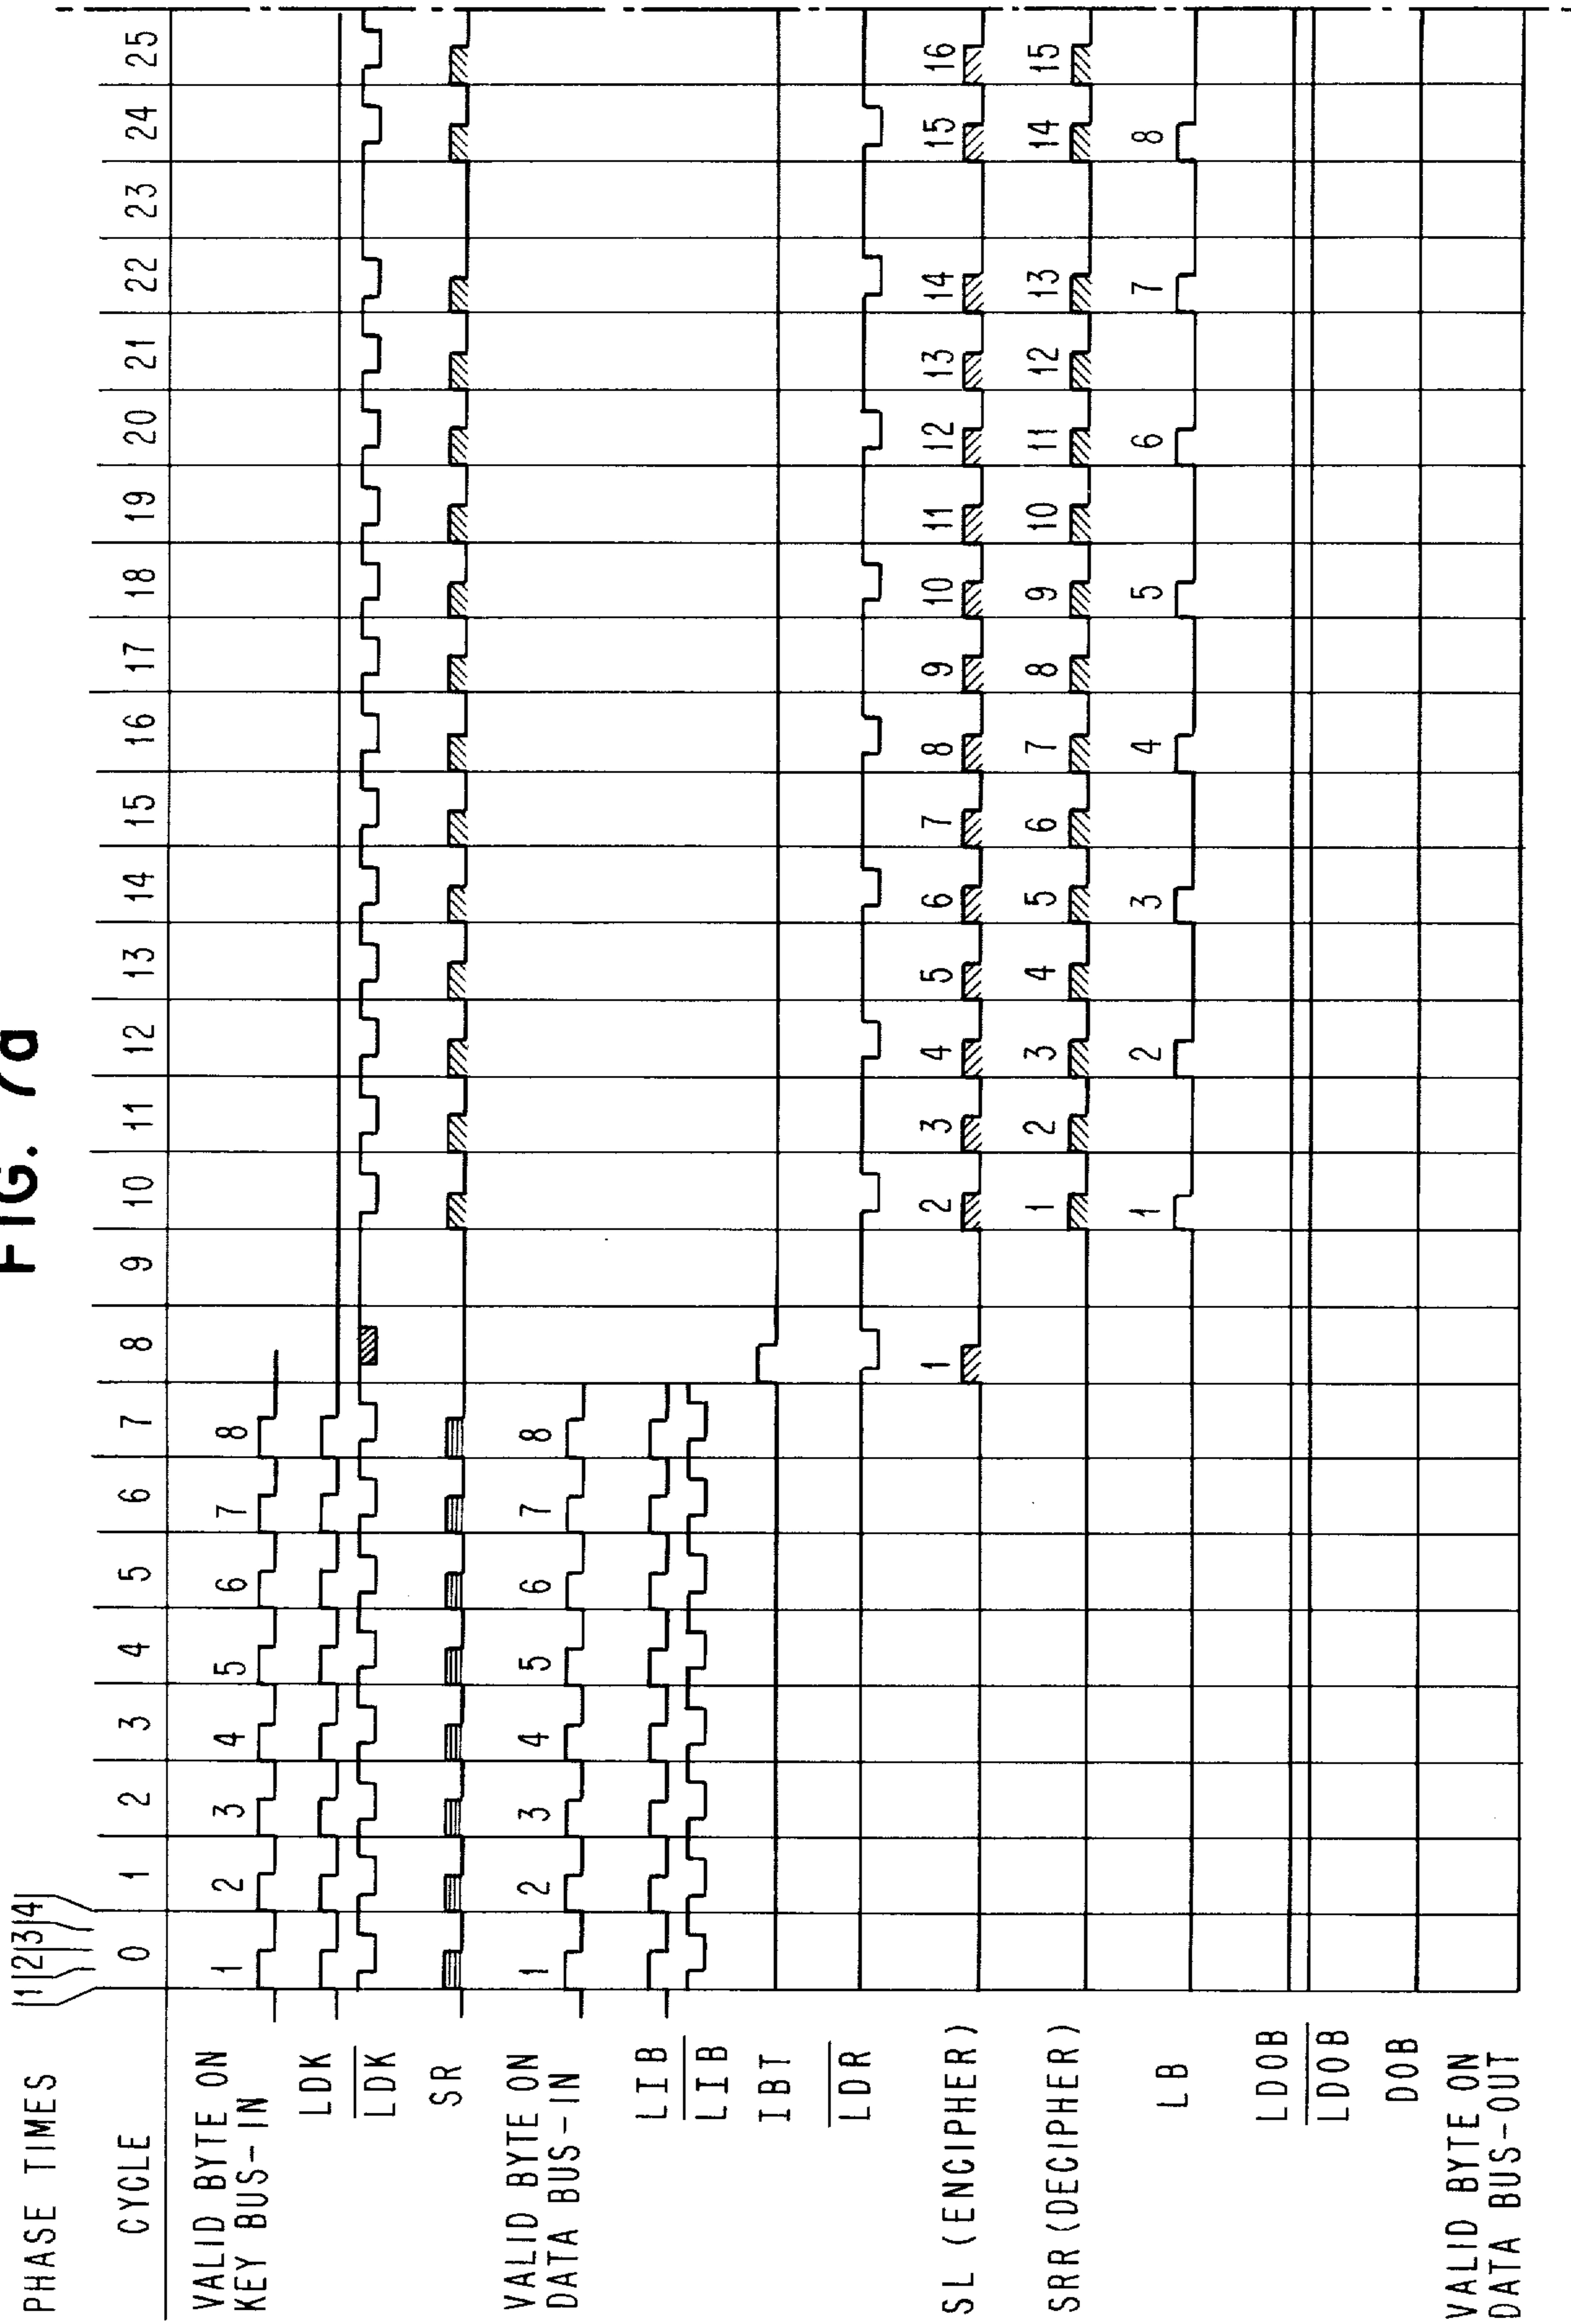 FIG. 7a
PHASE TIMES |1|2|3|4|
CYCLE 0 1 2 3 4 5 6 7 8 9 10 11 12 13 14 15 16 17 18 19 20 21 22 23 24 25
VALID BYTE ON
KEY BUS-IN 1 2 3 4 5 6 7 8
LDK
LDK
SR
VALID BYTE ON
DATA BUS-IN 1 2 3 4 5 6 7 8
LIB
LIB
IBT
LDR
SL (ENCIPHER) 1 2 3 4 5 6 7 8 9 10 11 12 13 14 15 16
SRR (DECIPHER) 1 2 3 4 5 6 7 8 9 10 11 12 13 14 15
LB 1 2 3 4 5 6 7 8
LDOB
LDOB
DOB
VALID BYTE ON
DATA BUS-OUT